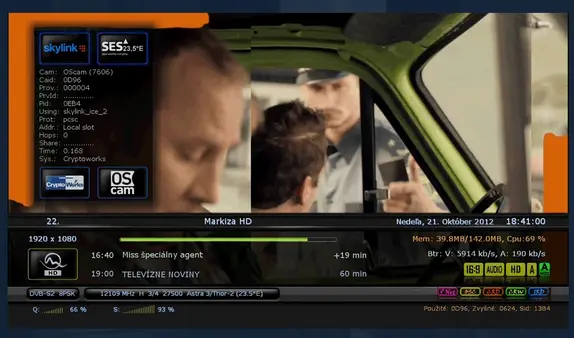 skylink
SES 23,5°E
Cam: OScam (7606)
Caid: 0D96
Prov.: 000004
PrvId: ..............
Pid: 0EB4
Using: skylink_ice_2
Prot: pcsc
Addr.: Local slot
Hops: 0
Share: ..............
Time: 0.168
Sys.: Cryptoworks
CryptoWorks
OS cam
22. Markiza HD Nedeľa, 21. Október 2012 18:41:00
1920 x 1080
Mem: 39.8MB/142.0MB, Cpu:69 %
16:40 Miss špeciálny agent +19 min
Btr: V: 5914 kb/s, A: 190 kb/s
HD
19:00 TELEVÍZNE NOVINY 60 min
16:9 AUDIO HD A A
DVB-S2 8PSK 12109 MHz H 3/4 27500 Astra 3/Thor-2 (23.5°E)
Q: 66 % S: 93 %
Použité: 0D96, Zvyšné: 0624, Sid: 13B4